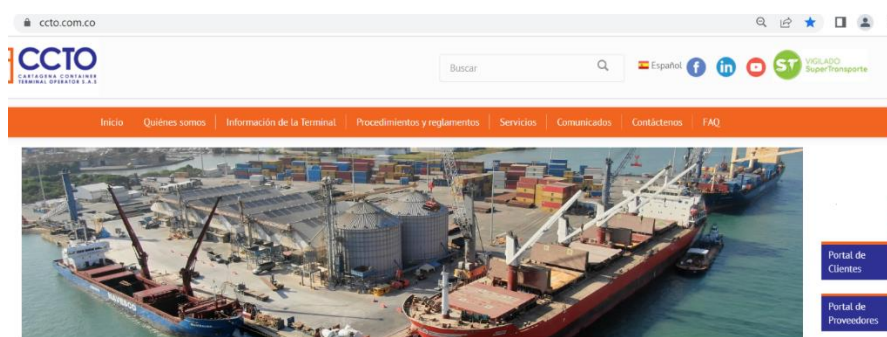 ccto.com.co
CCTO
CARTAGENA CONTAINER
TERMINAL OPERATOR S.A.S
Buscar
Español
ST
VIGILADO
SuperTransporte
Inicio
Quiénes somos
Información de la Terminal
Procedimientos y reglamentos
Servicios
Comunicados
Contáctenos
FAQ
Portal de
Clientes
Portal de
Proveedores